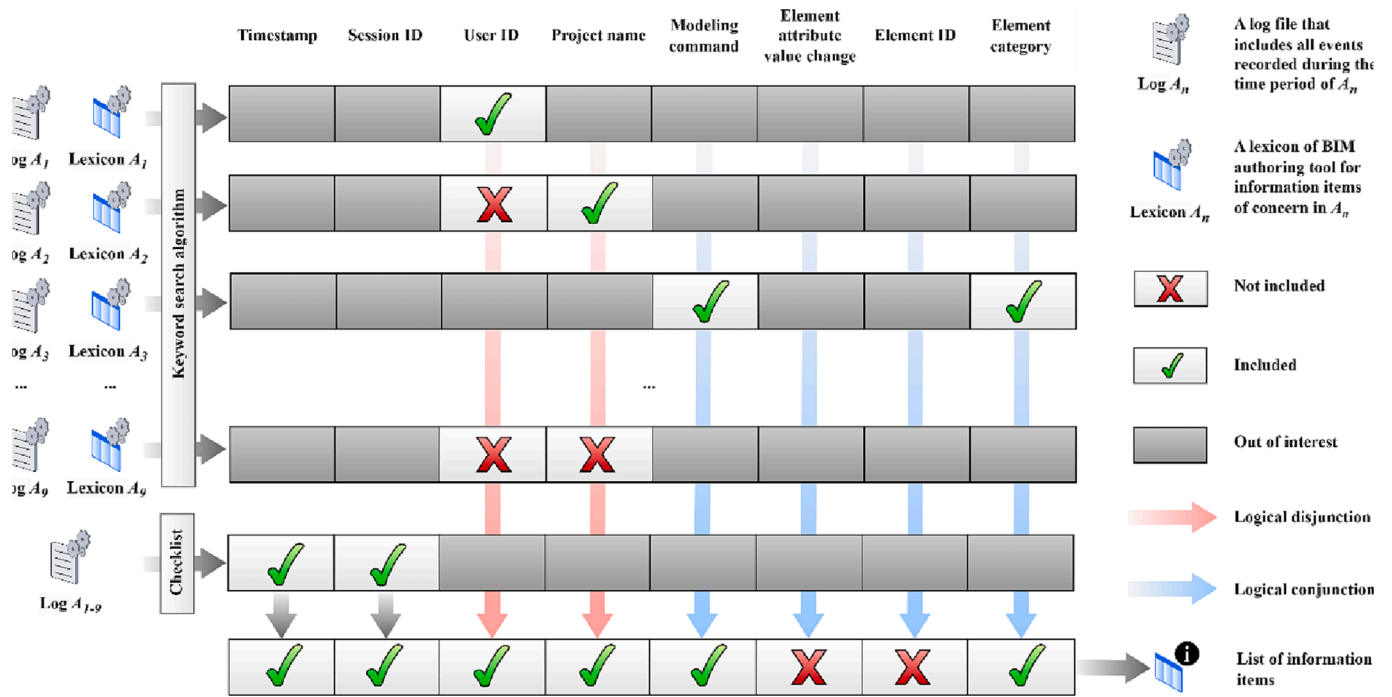 Timestamp
Session ID
User ID
Project name
Modeling
command
Element
attribute
value change
Element ID
Element
category
og A1
Lexicon A1
og A2
Lexicon A2
og A3
Lexicon A3
...
...
...
og A9
Lexicon A9
Keyword search algorithm
Log A1-9
Checklist
Log An
A log file that
includes all events
recorded during the
time period of An
Lexicon An
A lexicon of BIM
authoring tool for
information items
of concern in An
Not included
Included
Out of interest
Logical disjunction
Logical conjunction
i
List of information
items